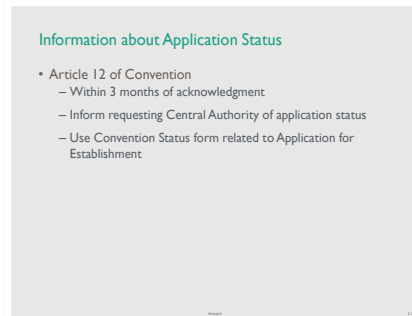 Information about Application Status
• Article 12 of Convention
– Within 3 months of acknowledgment
– Inform requesting Central Authority of application status
– Use Convention Status form related to Application for
Establishment